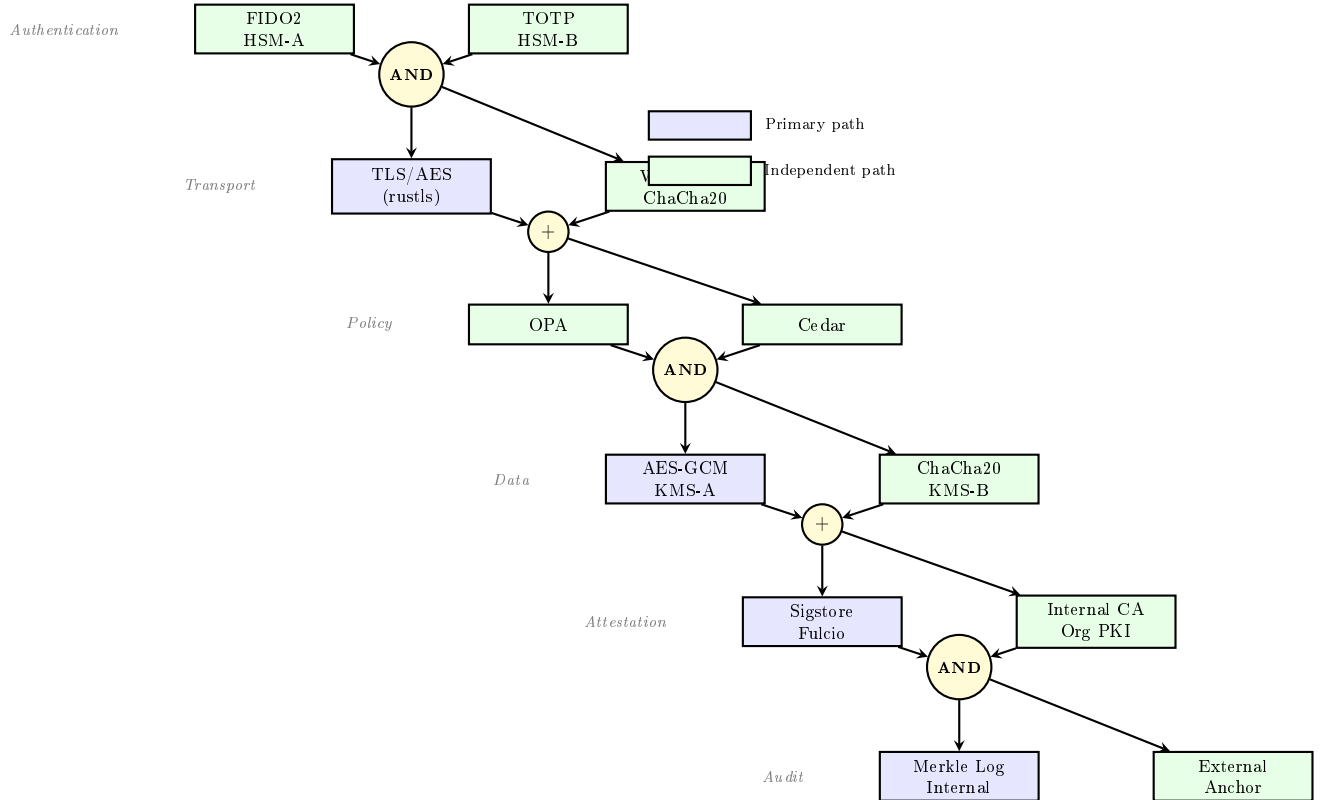 FIDO2
HSM-A
TOTP
HSM-B
Authentication
AND
Primary path
Independent path
Transport
TLS/AES
(rustls)
ChaCha20
+
Policy
OPA
Cedar
AND
Data
AES-GCM
KMS-A
ChaCha20
KMS-B
+
Attestation
Sigstore
Fulcio
Internal CA
Org PKI
AND
Audit
Merkle Log
Internal
External
Anchor